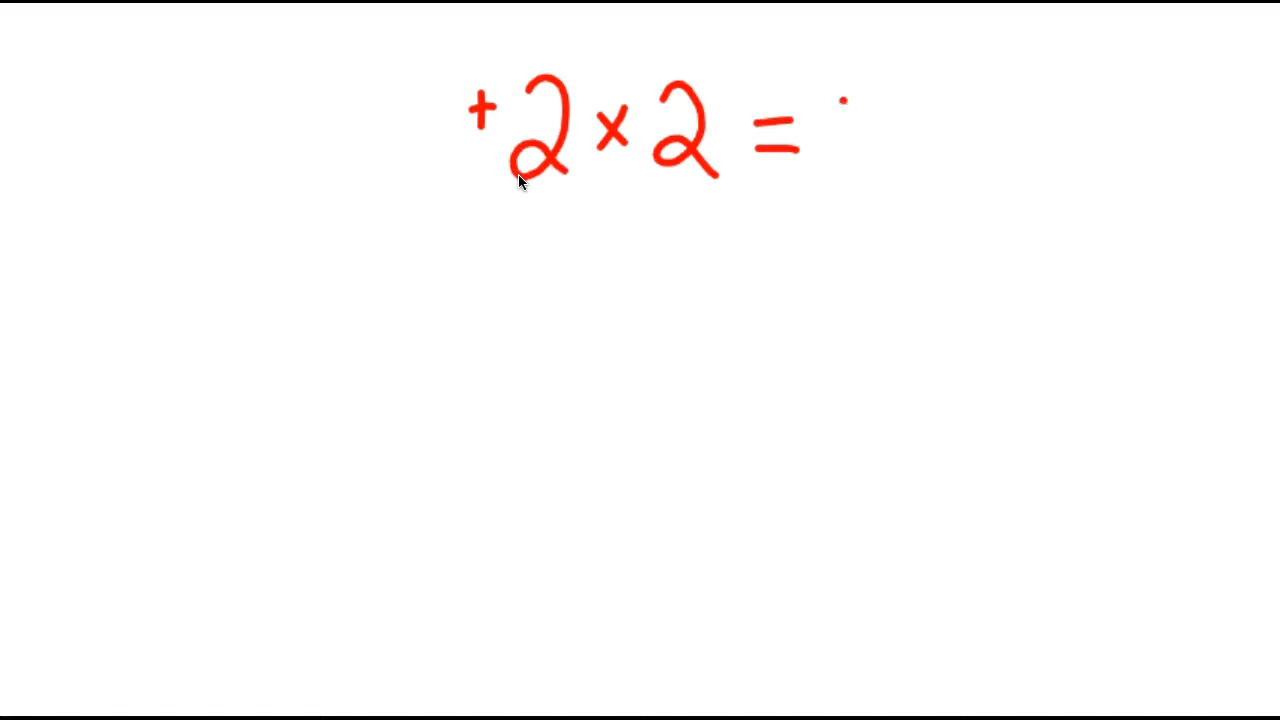 +2 × 2 =